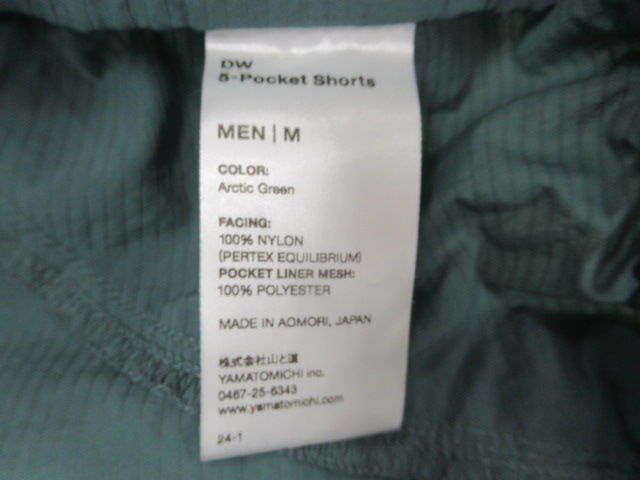 DW
5-Pocket Shorts
MEN | M
COLOR:
Arctic Green
FACING:
100% NYLON
(PERTEX EQUILIBRIUM)
POCKET LINER MESH:
100% POLYESTER
MADE IN AOMORI, JAPAN
株式会社山と道
YAMATOMICHI inc.
0467-25-6343
www.yamatomichi.com
24-1